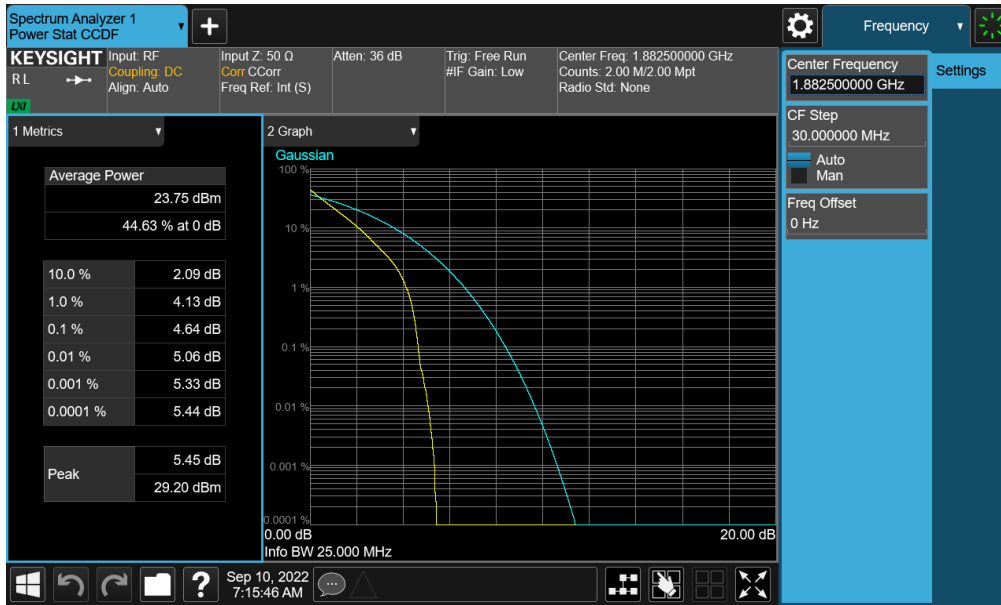 Spectrum Analyzer 1
Power Stat CCDF
Frequency
KEYSIGHT
R L
LXI
Input: RF
Coupling: DC
Align: Auto
Input Z: 50 Ω
Corr CCorr
Freq Ref: Int (S)
Atten: 36 dB
Trig: Free Run
#IF Gain: Low
Center Freq: 1.882500000 GHz
Counts: 2.00 M/2.00 Mpt
Radio Std: None
Center Frequency
1.882500000 GHz
Settings
CF Step
30.000000 MHz
Auto
Man
Freq Offset
0 Hz
1 Metrics
Average Power
23.75 dBm
44.63 % at 0 dB
10.0 % 2.09 dB
1.0 % 4.13 dB
0.1 % 4.64 dB
0.01 % 5.06 dB
0.001 % 5.33 dB
0.0001 % 5.44 dB
Peak 5.45 dB
29.20 dBm
2 Graph
Gaussian
100 %
10 %
1 %
0.1 %
0.01 %
0.001 %
0.0001 %
0.00 dB 20.00 dB
Info BW 25.000 MHz
?
Sep 10, 2022
7:15:46 AM